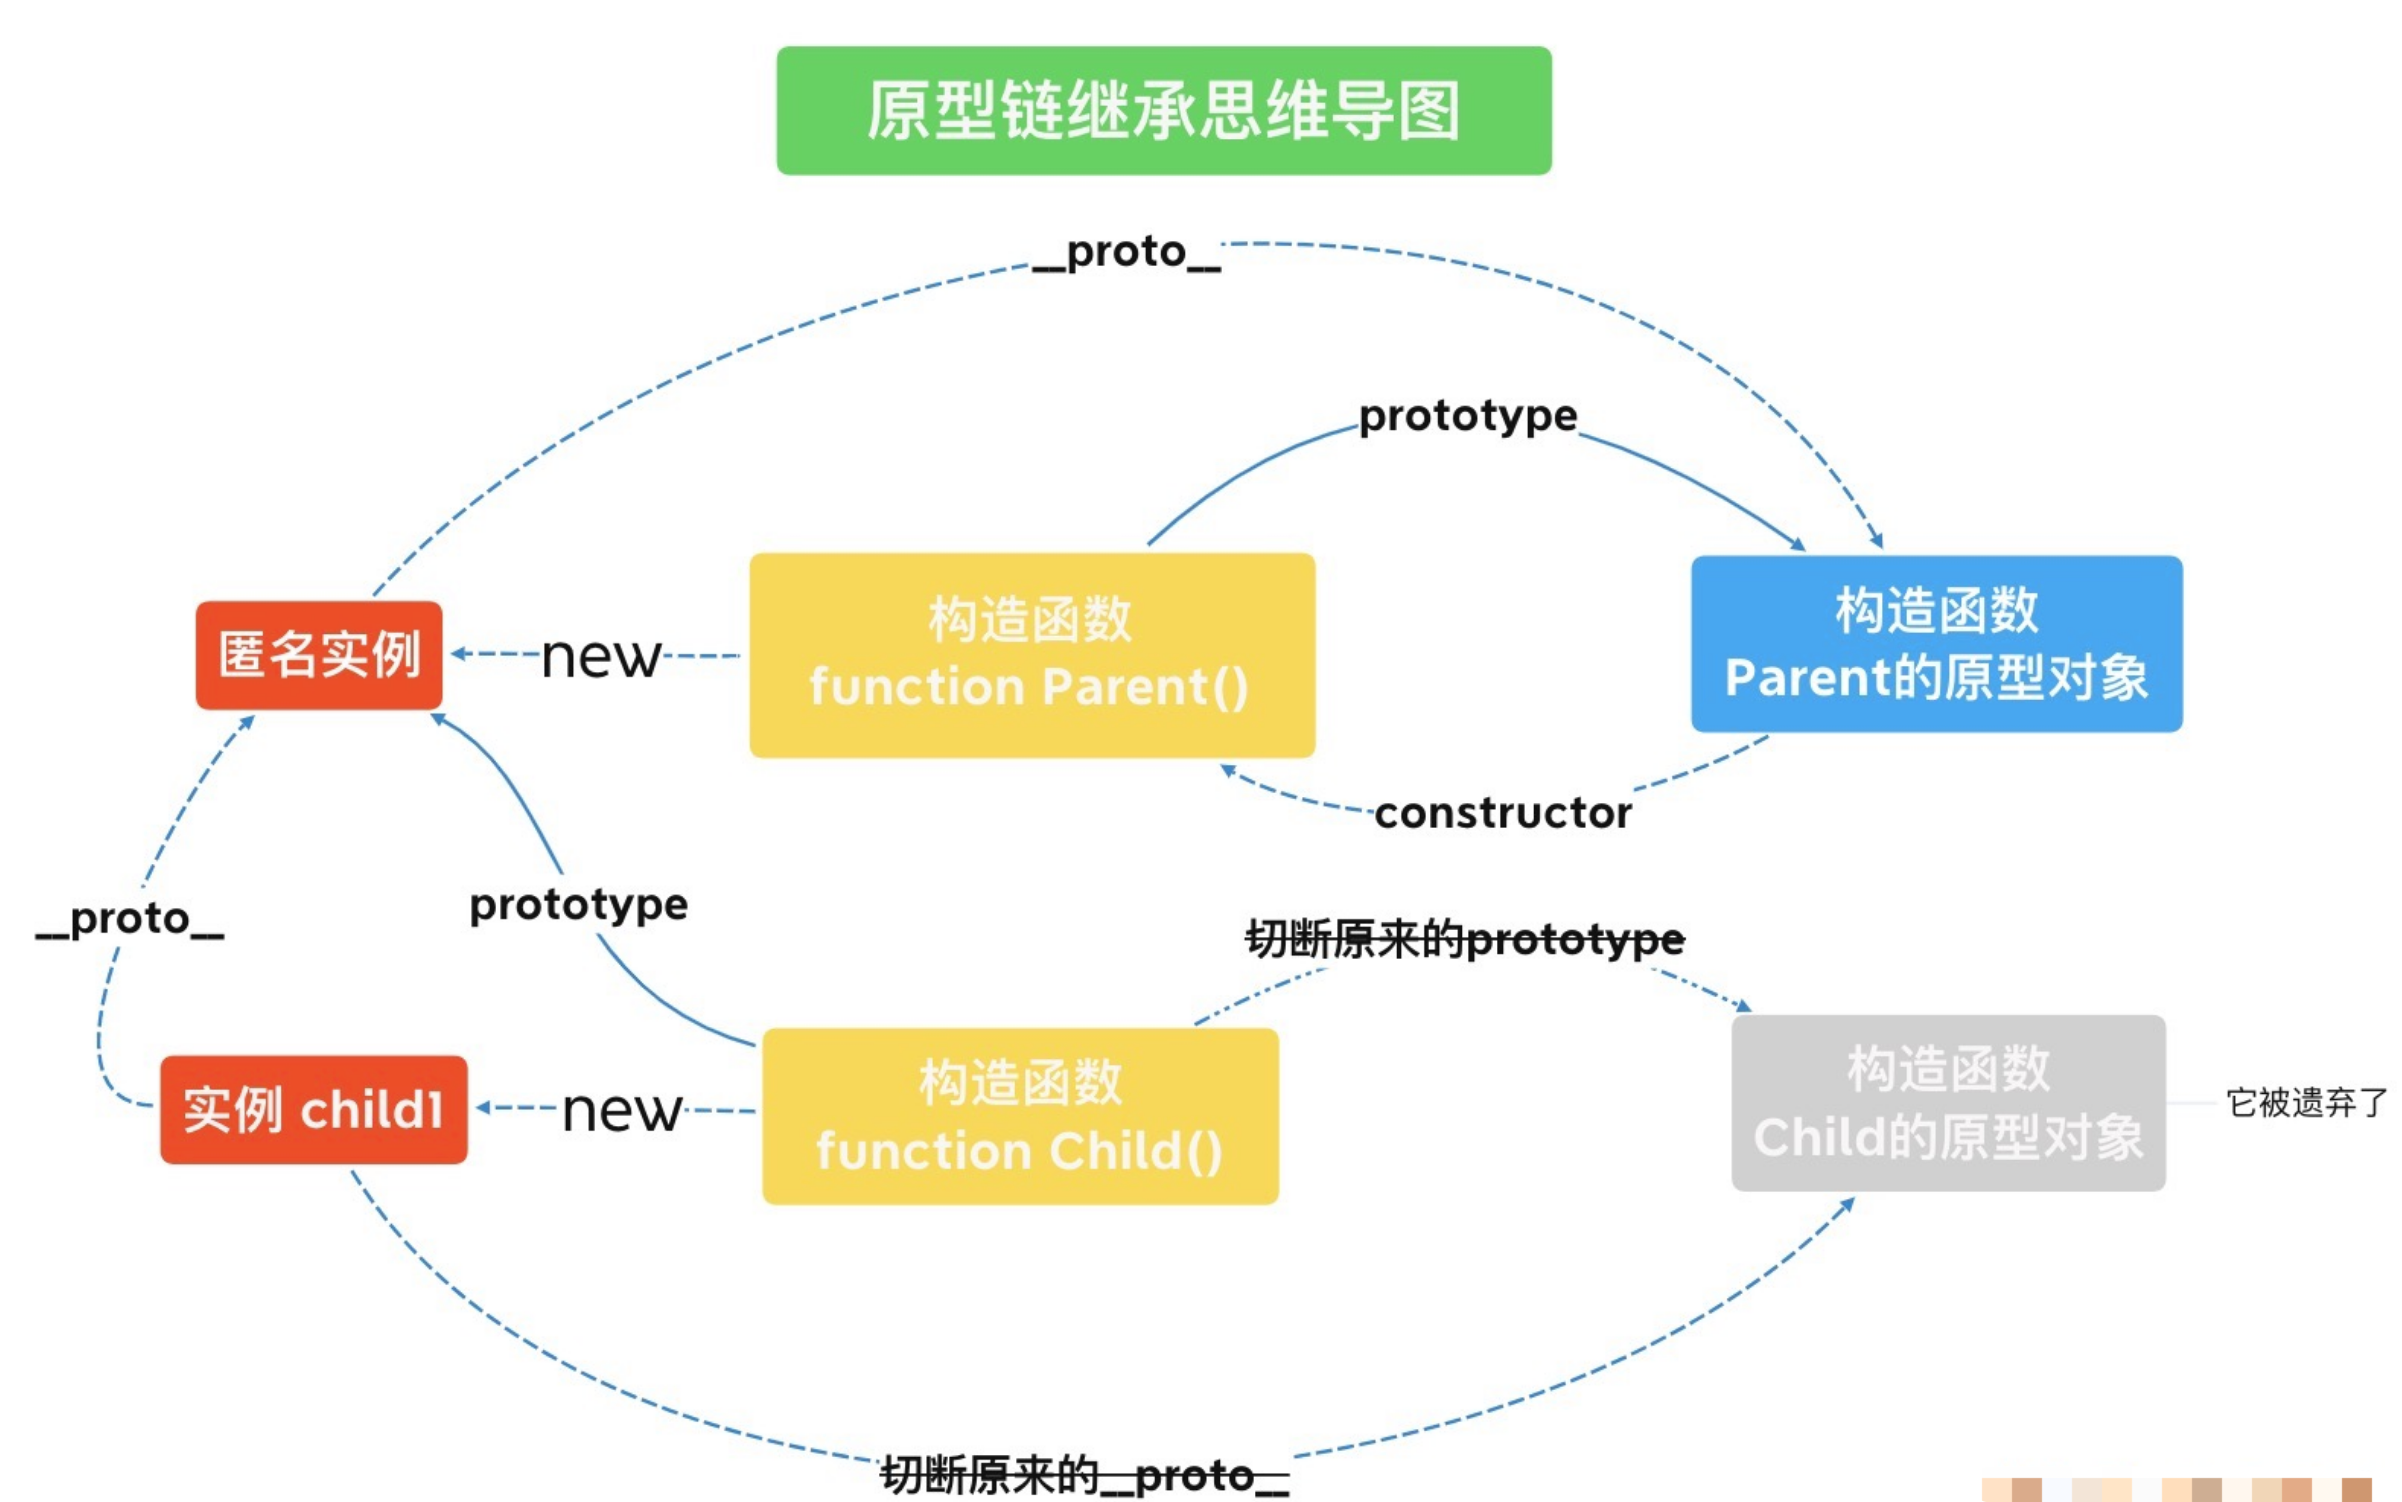 原型链继承思维导图
__proto__
prototype
构造函数
function Parent()
构造函数
Parent的原型对象
匿名实例
new
constructor
__proto__
prototype
切断原来的prototype
实例 child1
new
构造函数
function Child()
构造函数
Child的原型对象
它被遗弃了
切断原来的__proto__